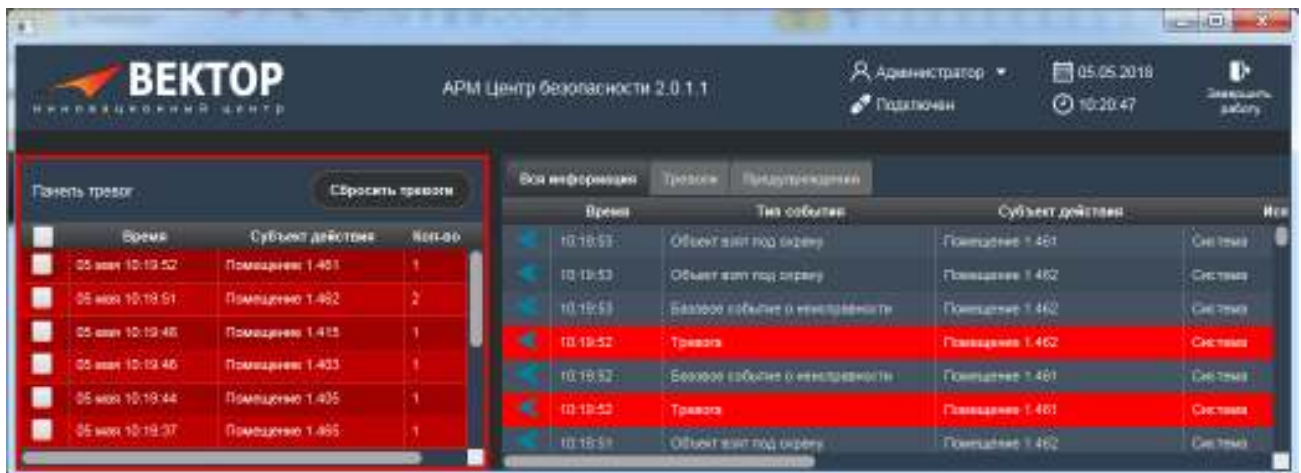 ВЕКТОР
ИННОВАЦИОННЫЙ ЦЕНТР
АРМ Центр безопасности 2.0.1.1
Администратор
Подключен
05.05.2018
10:20:47
Завершить работу
Панель тревог
Сбросить тревоги
Время Субъект действия Кол-во
05 мая 10:19:52 Помещение 1.461 1
05 мая 10:19:51 Помещение 1.462 2
05 мая 10:19:48 Помещение 1.415 1
05 мая 10:19:46 Помещение 1.403 1
05 мая 10:19:44 Помещение 1.405 1
05 мая 10:19:37 Помещение 1.465 1
Вся информация Тревоги Предупреждения
Время Тип события Субъект действия Исп
10:19:53 Объект взят под охрану Помещение 1.461 Система
10:19:53 Объект взят под охрану Помещение 1.462 Система
10:19:53 Базовое событие о неисправности Помещение 1.462 Система
10:19:52 Тревога Помещение 1.462 Система
10:19:52 Базовое событие о неисправности Помещение 1.461 Система
10:19:52 Тревога Помещение 1.461 Система
10:19:51 Объект взят под охрану Помещение 1.462 Система